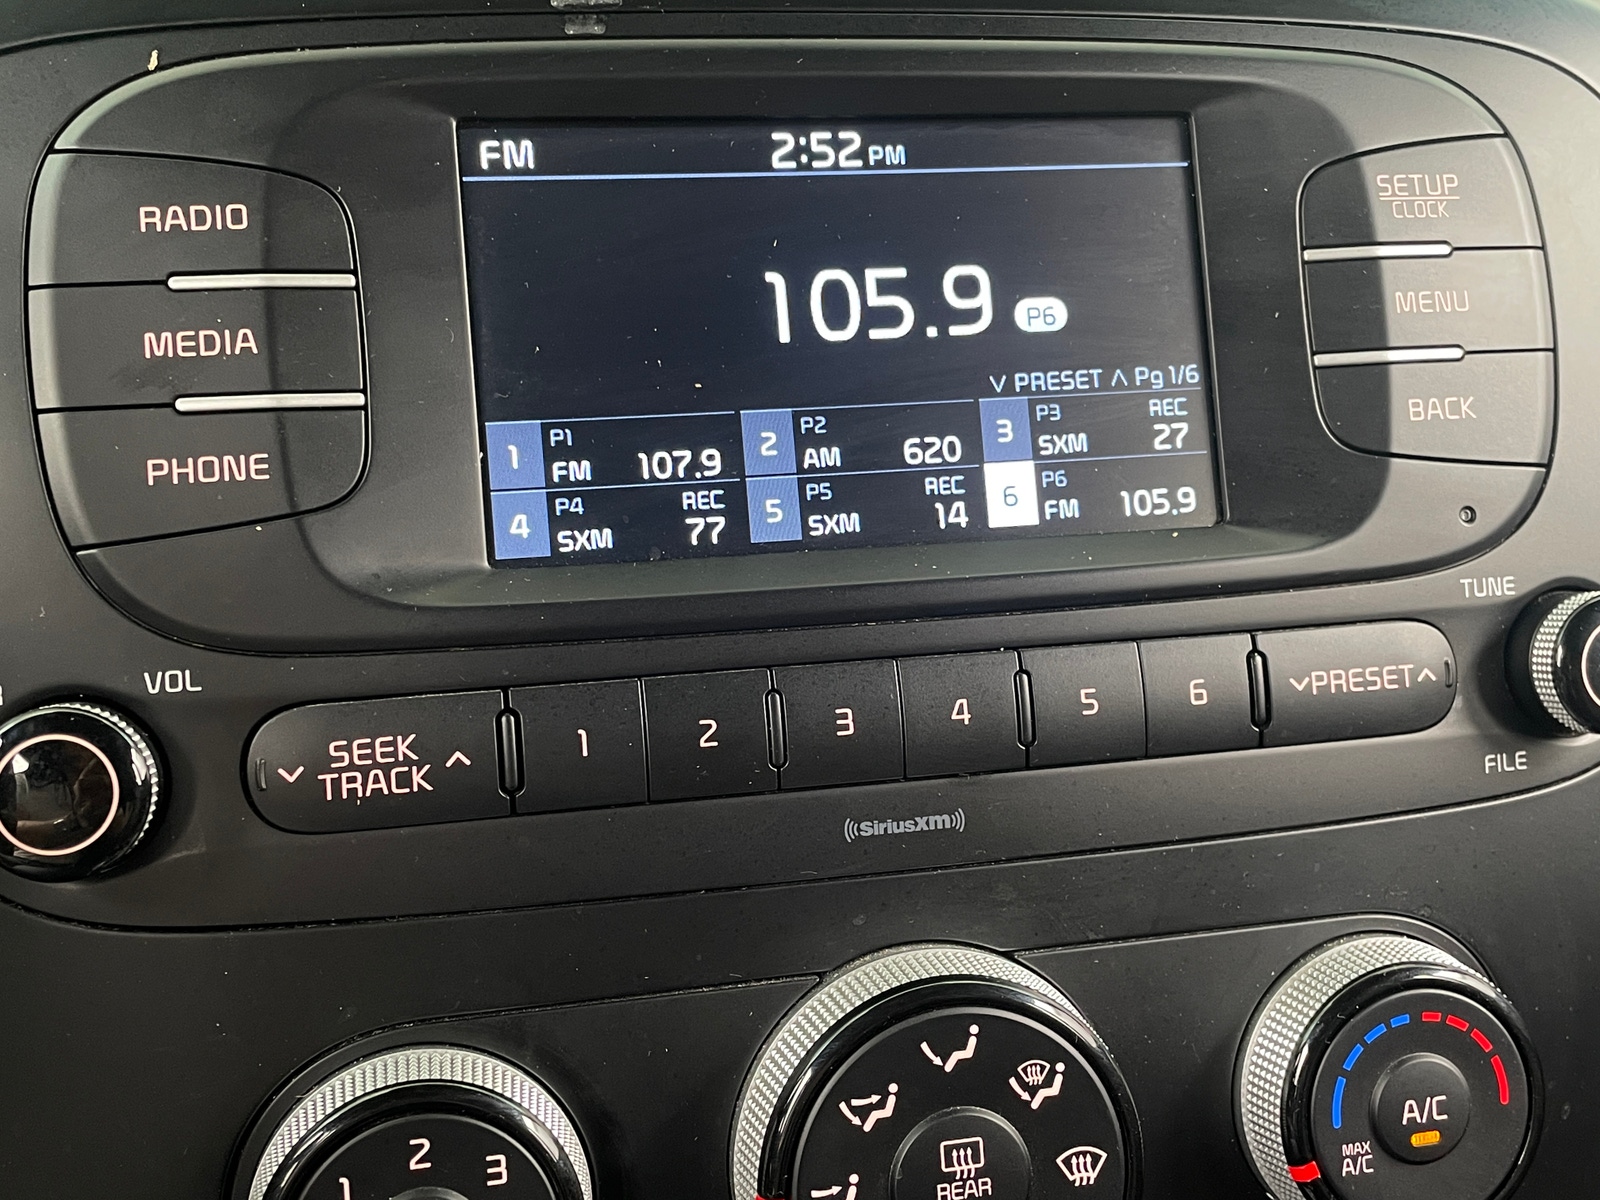 FM 2:52 PM
105.9 P6
∨ PRESET ∧ Pg 1/6
1 P1 FM 107.9
2 P2 AM 620
3 P3 SXM REC 27
4 P4 SXM REC 77
5 P5 SXM REC 14
6 P6 FM 105.9
RADIO
MEDIA
PHONE
SETUP
CLOCK
MENU
BACK
VOL
TUNE
FILE
∨ SEEK ∧
TRACK
1 2 3 4 5 6
∨PRESET∧
((SiriusXM))
1 2 3
REAR
A/C
MAX
A/C